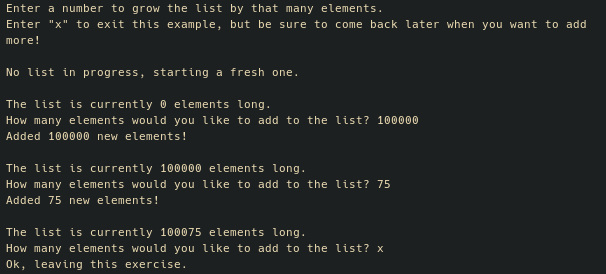 Enter a number to grow the list by that many elements.
Enter "x" to exit this example, but be sure to come back later when you want to add
more!
No list in progress, starting a fresh one.
The list is currently 0 elements long.
How many elements would you like to add to the list? 100000
Added 100000 new elements!
The list is currently 100000 elements long.
How many elements would you like to add to the list? 75
Added 75 new elements!
The list is currently 100075 elements long.
How many elements would you like to add to the list? x
Ok, leaving this exercise.